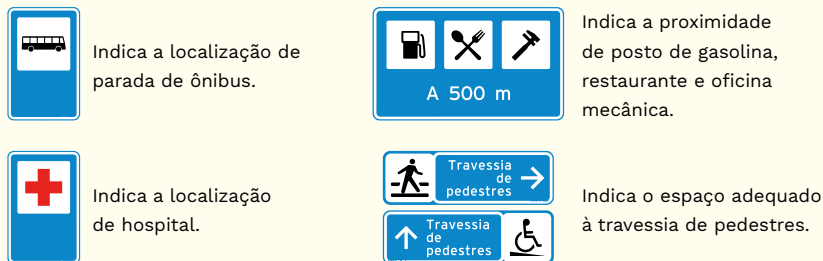 Indica a localização de
parada de ônibus.
A 500 m
Indica a proximidade
de posto de gasolina,
restaurante e oficina
mecânica.
Indica a localização
de hospital.
Travessia
de
pedestres
Travessia
de
pedestres
Indica o espaço adequado
à travessia de pedestres.